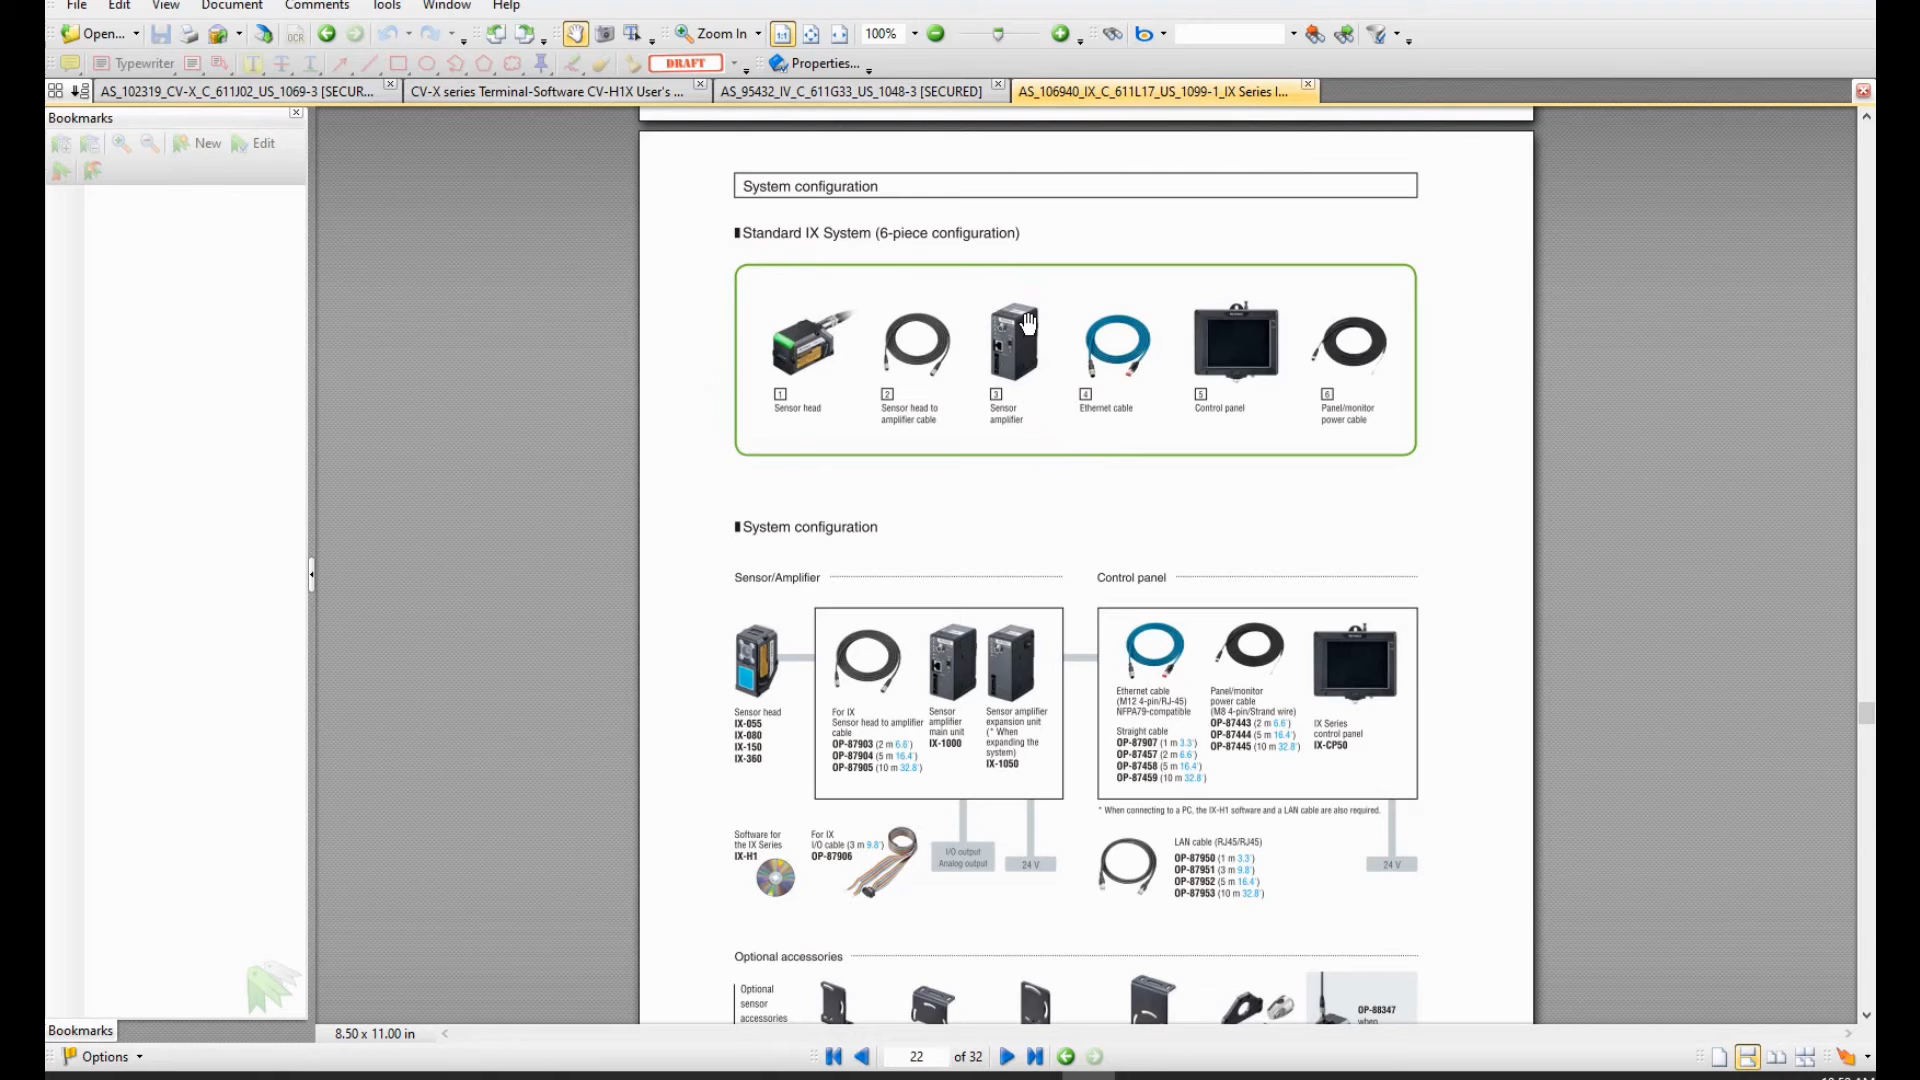 File Edit View Document Comments Tools Window Help
Open... OCR Zoom In 1:1 100%
Typewriter T T T DRAFT Properties...
AS_102319_CV-X_C_611J02_US_1069-3 [SECUR... CV-X series Terminal-Software CV-H1X User's ... AS_95432_IV_C_611G33_US_1048-3 [SECURED] AS_106940_IX_C_611L17_US_1099-1_IX Series I...
Bookmarks
New Edit
System configuration
Standard IX System (6-piece configuration)
1 2 3 4 5 6
Sensor head Sensor head to Sensor Ethernet cable Control panel Panel/monitor
amplifier cable amplifier power cable
System configuration
Sensor/Amplifier Control panel
Sensor head
IX-055
IX-080
IX-150
IX-360
For IX
Sensor head to amplifier
cable
OP-87903 (2 m 6.6')
OP-87904 (5 m 16.4')
OP-87905 (10 m 32.8')
Sensor
amplifier
main unit
IX-1000
Sensor amplifier
expansion unit
(* When
expanding the
system)
IX-1050
Ethernet cable
(M12 4-pin/RJ-45)
NFPA79-compatible
Straight cable
OP-87907 (1 m 3.3')
OP-87457 (2 m 6.6')
OP-87458 (5 m 16.4')
OP-87459 (10 m 32.8')
Panel/monitor
power cable
(M8 4-pin/Strand wire)
OP-87443 (2 m 6.6')
OP-87444 (5 m 16.4')
OP-87445 (10 m 32.8')
IX Series
control panel
IX-CP50
* When connecting to a PC, the IX-H1 software and a LAN cable are also required.
Software for
the IX Series
IX-H1
For IX
I/O cable (3 m 9.8')
OP-87906
I/O output
Analog output
24 V
LAN cable (RJ45/RJ45)
OP-87950 (1 m 3.3')
OP-87951 (3 m 9.8')
OP-87952 (5 m 16.4')
OP-87953 (10 m 32.8')
24 V
Optional accessories
Optional
sensor
accessories
OP-88347
when
Bookmarks
8.50 x 11.00 in
Options 22 of 32